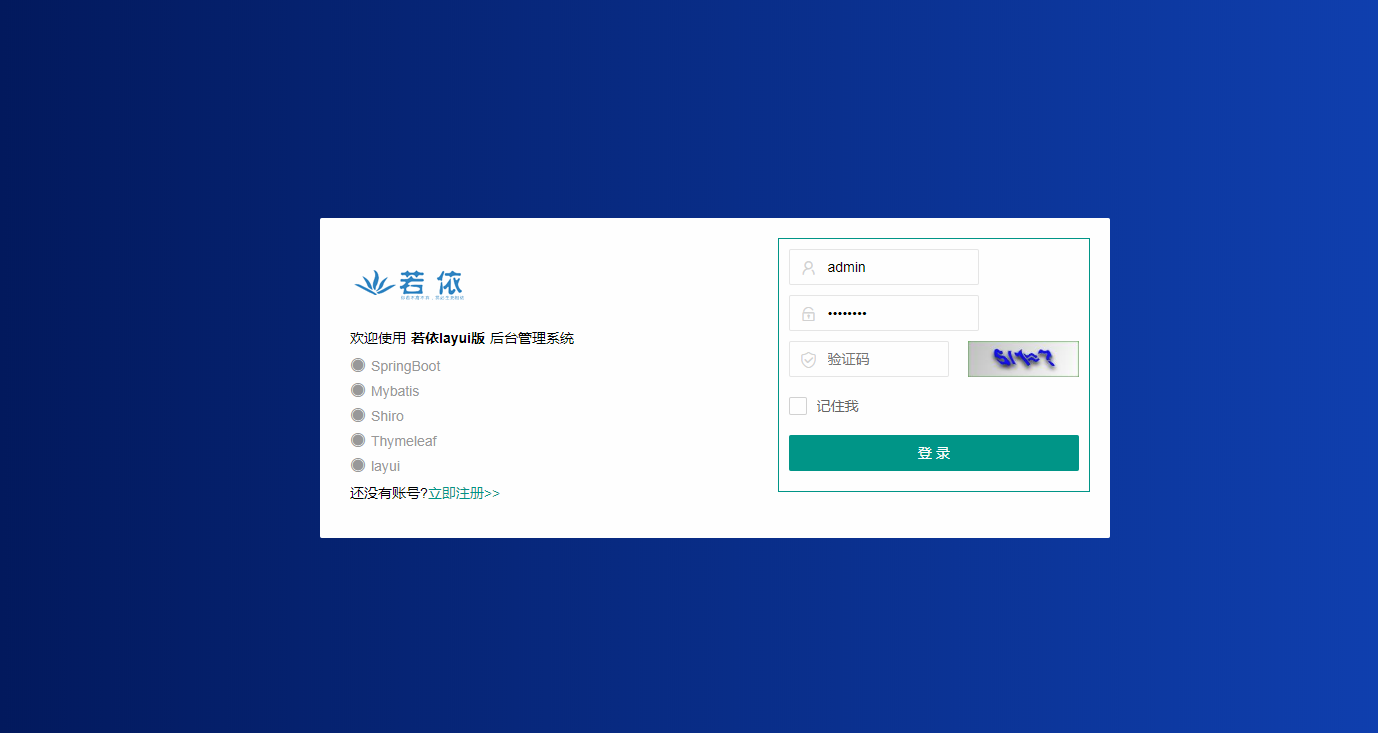 若依
欢迎使用 若依layui版 后台管理系统
SpringBoot
Mybatis
Shiro
Thymeleaf
layui
还没有账号?立即注册>>
admin
••••••••
验证码
记住我
登 录